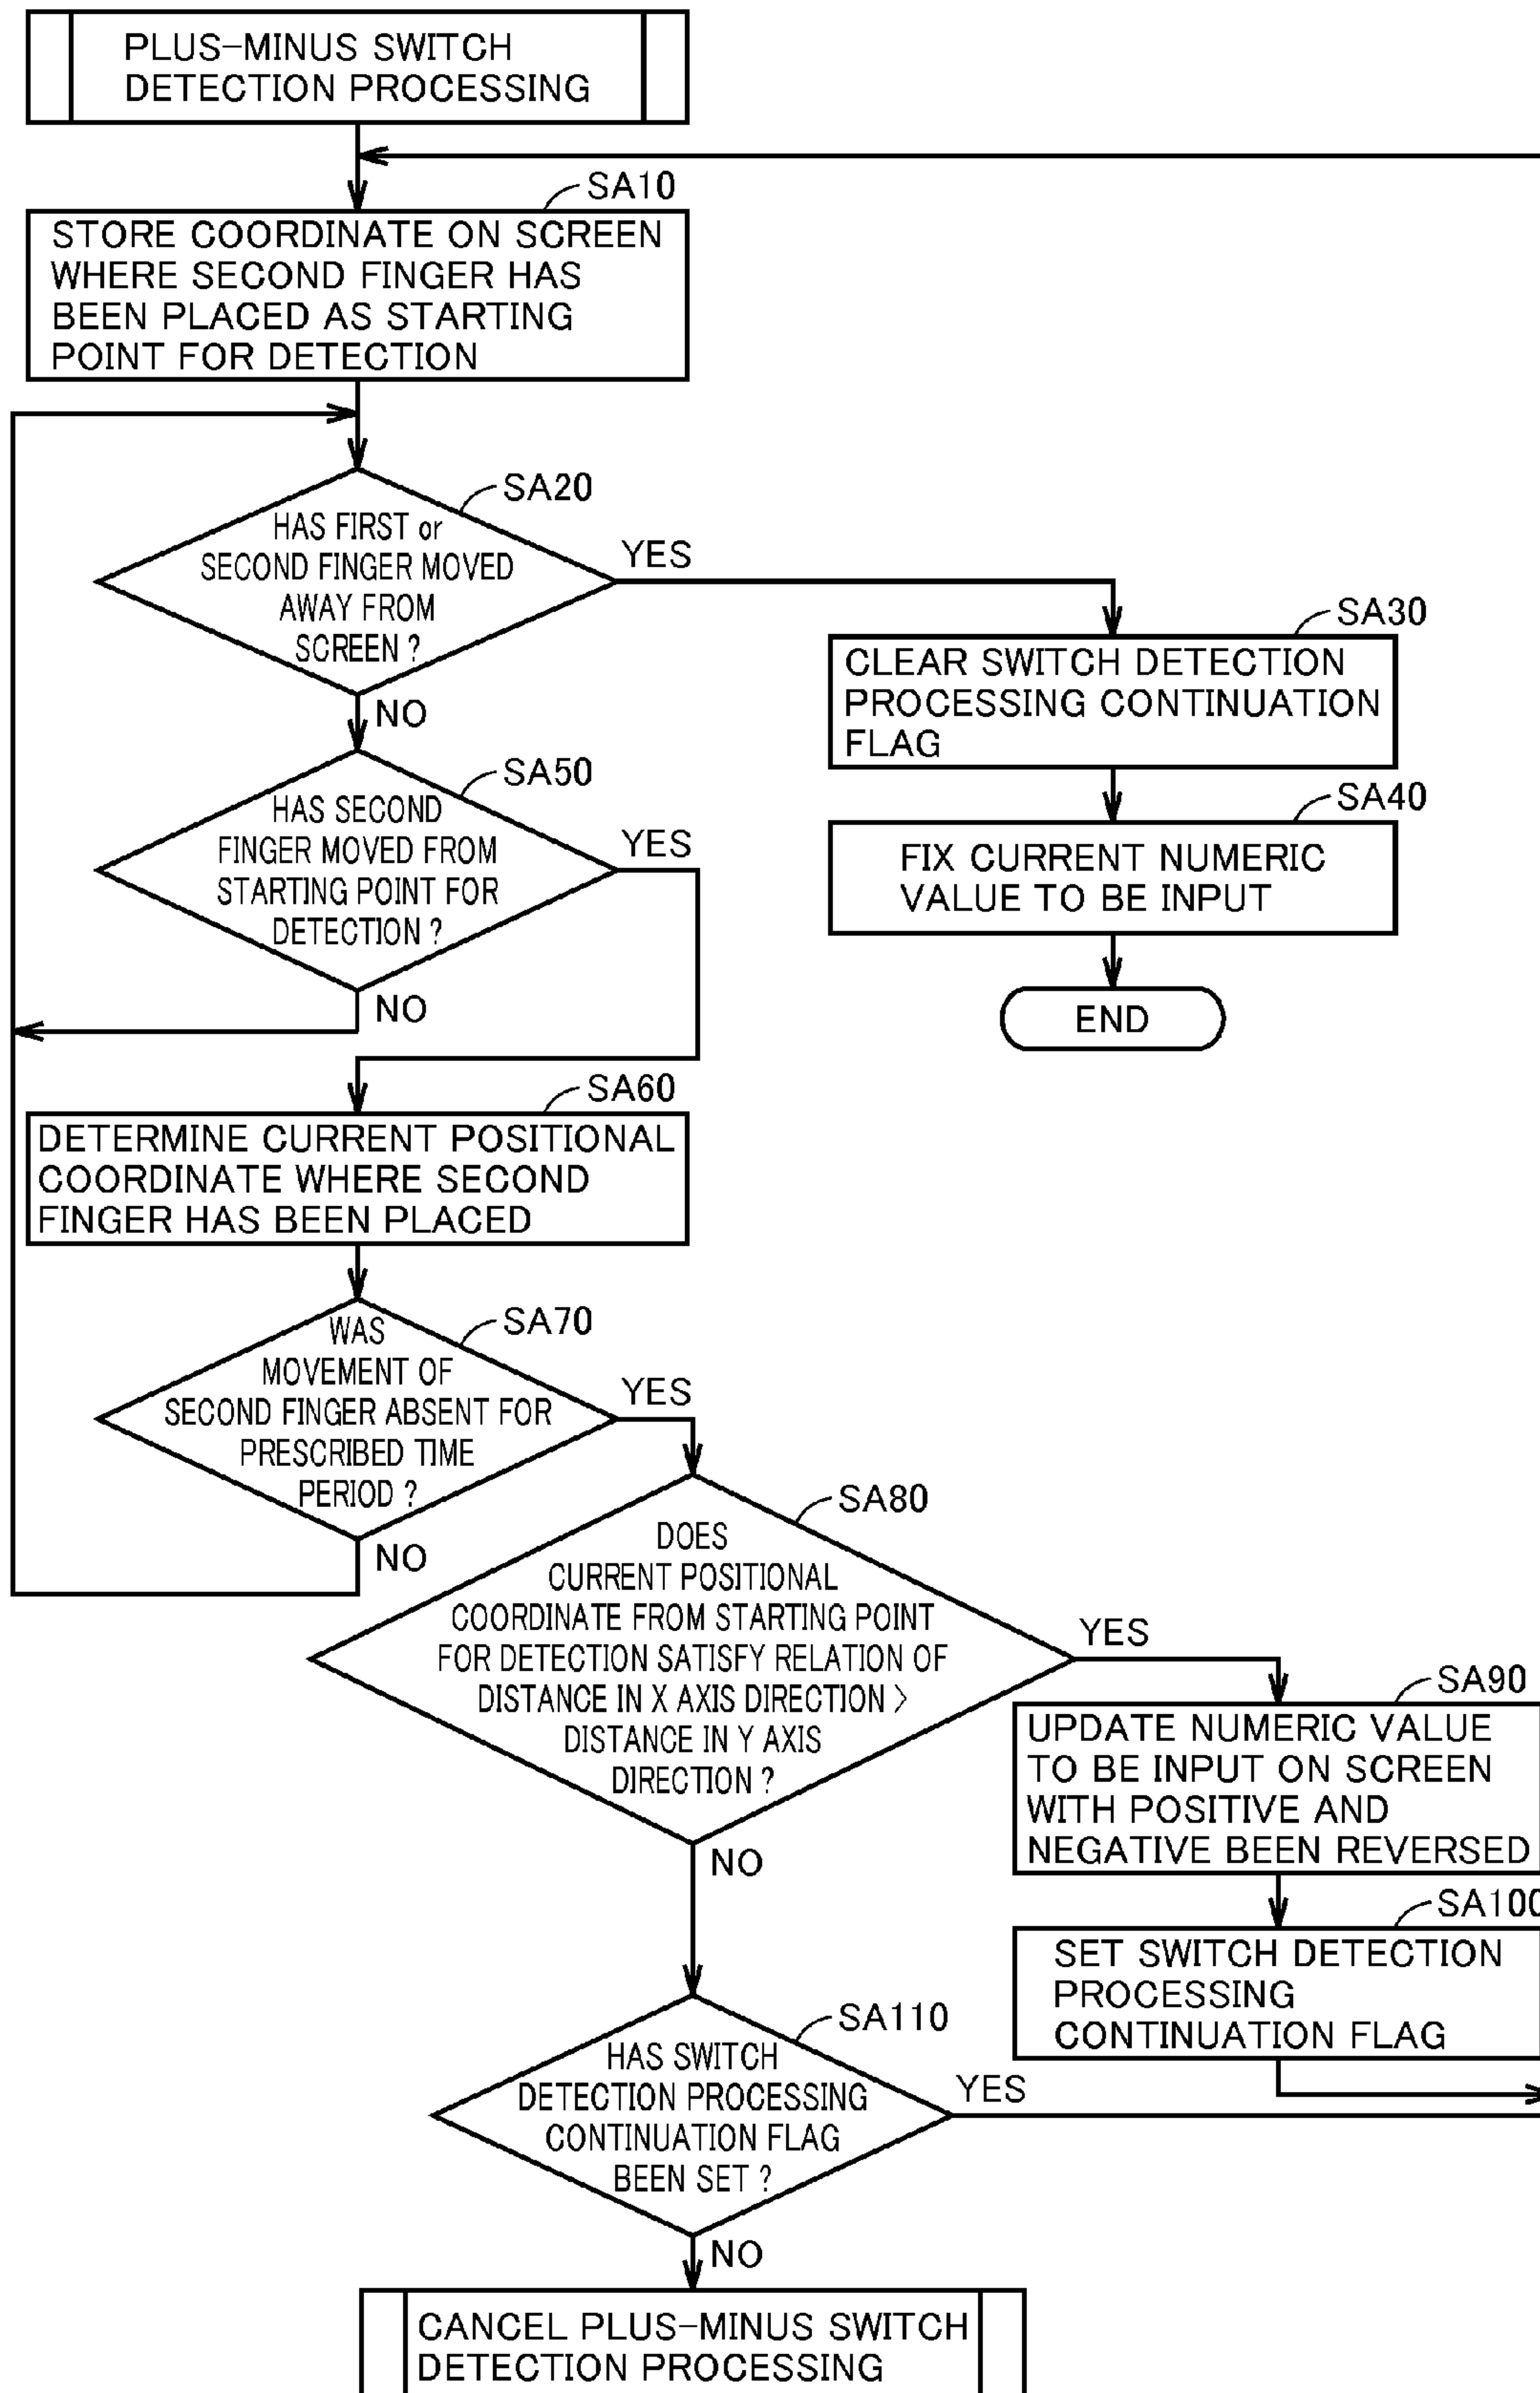 PLUS-MINUS SWITCH
DETECTION PROCESSING
SA10
STORE COORDINATE ON SCREEN
WHERE SECOND FINGER HAS
BEEN PLACED AS STARTING
POINT FOR DETECTION
SA20
HAS FIRST or
SECOND FINGER MOVED
AWAY FROM
SCREEN ?
YES
NO
SA30
CLEAR SWITCH DETECTION
PROCESSING CONTINUATION
FLAG
SA40
FIX CURRENT NUMERIC
VALUE TO BE INPUT
END
SA50
HAS SECOND
FINGER MOVED FROM
STARTING POINT FOR
DETECTION ?
YES
NO
SA60
DETERMINE CURRENT POSITIONAL
COORDINATE WHERE SECOND
FINGER HAS BEEN PLACED
SA70
WAS
MOVEMENT OF
SECOND FINGER ABSENT FOR
PRESCRIBED TIME
PERIOD ?
YES
NO
SA80
DOES
CURRENT POSITIONAL
COORDINATE FROM STARTING POINT
FOR DETECTION SATISFY RELATION OF
DISTANCE IN X AXIS DIRECTION >
DISTANCE IN Y AXIS
DIRECTION ?
YES
NO
SA90
UPDATE NUMERIC VALUE
TO BE INPUT ON SCREEN
WITH POSITIVE AND
NEGATIVE BEEN REVERSED
SA100
SET SWITCH DETECTION
PROCESSING
CONTINUATION FLAG
SA110
HAS SWITCH
DETECTION PROCESSING
CONTINUATION FLAG
BEEN SET ?
YES
NO
CANCEL PLUS-MINUS SWITCH
DETECTION PROCESSING